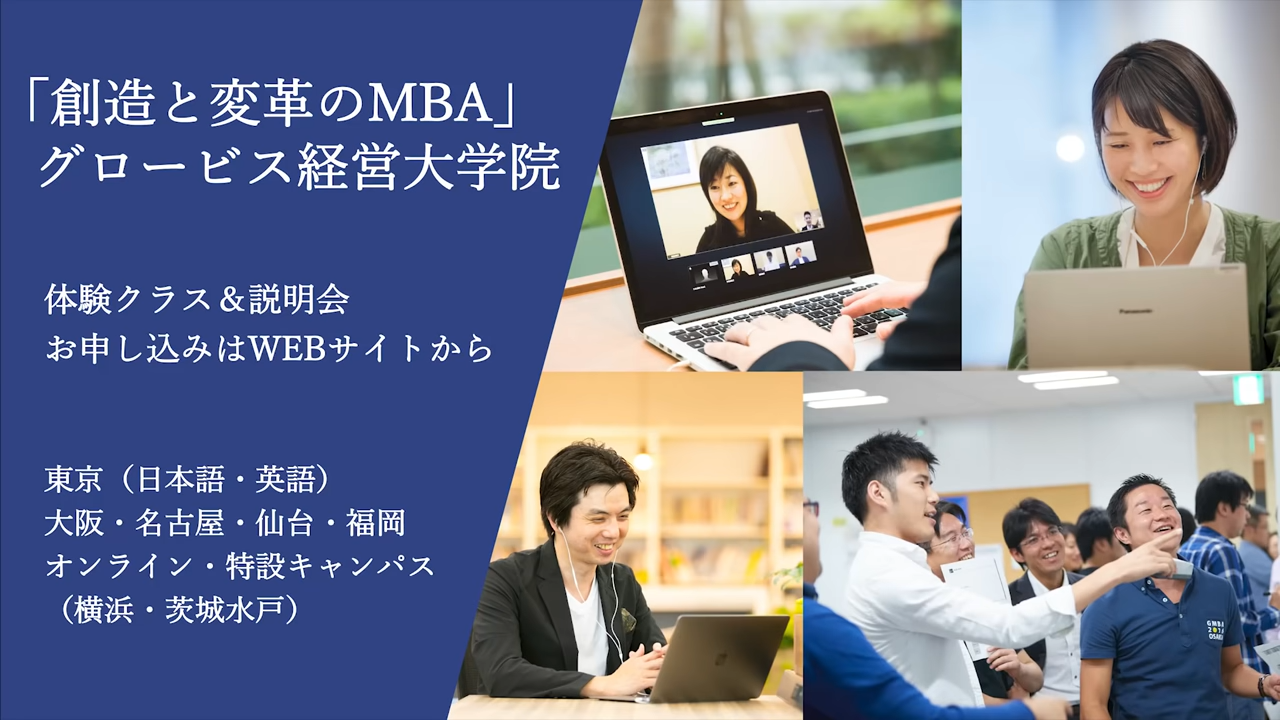 「創造と変革のMBA」
グロービス経営大学院
体験クラス＆説明会
お申し込みはWEBサイトから
東京（日本語・英語）
大阪・名古屋・仙台・福岡
オンライン・特設キャンパス
（横浜・茨城水戸）
Panasonic
GMBA